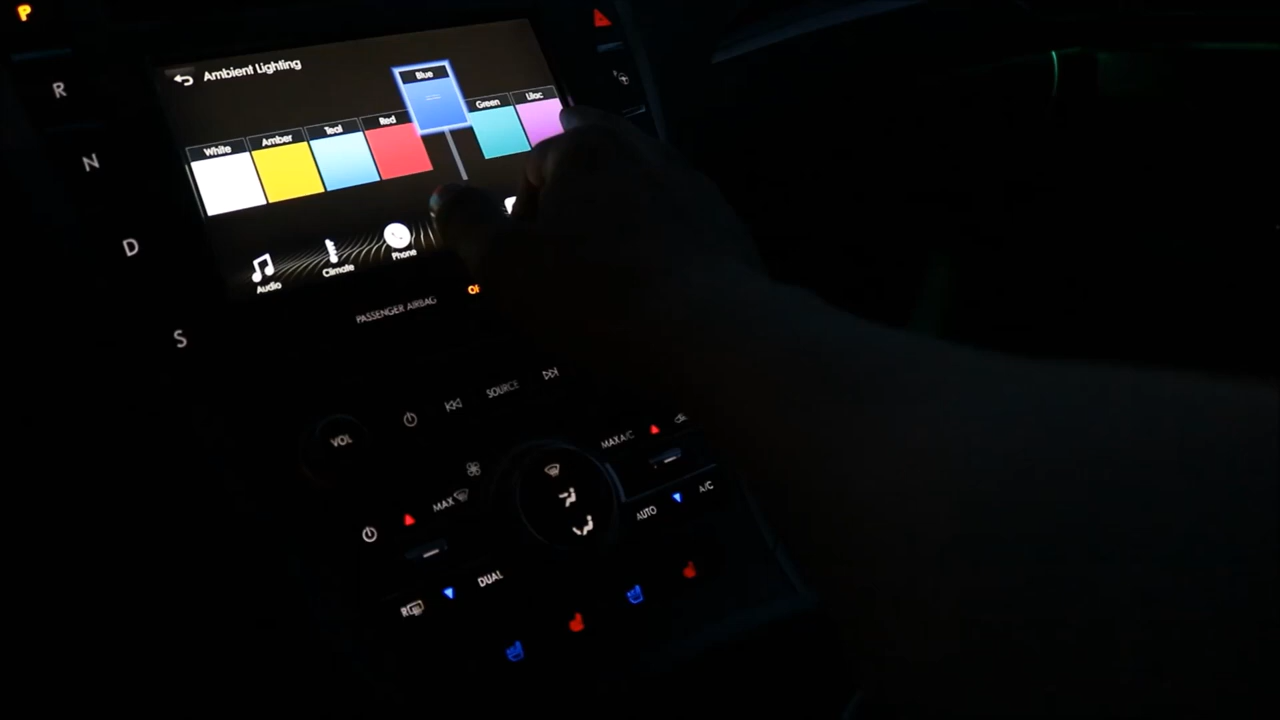 P
R
N
D
S
Ambient Lighting
White
Amber
Teal
Red
Blue
Green
Lilac
Audio
Climate
Phone
PASSENGER AIRBAG
VOL
SOURCE
MAX A/C
MAX
AUTO
A/C
DUAL
R